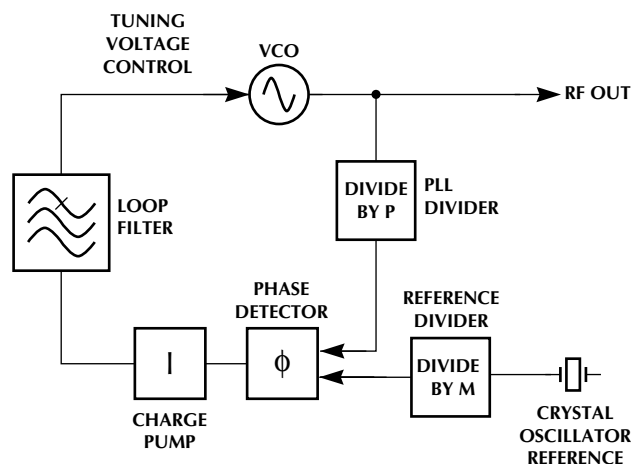 TUNING
VOLTAGE
CONTROL
VCO
RF OUT
LOOP
FILTER
DIVIDE
BY P
PLL
DIVIDER
PHASE
DETECTOR
REFERENCE
DIVIDER
I
ϕ
DIVIDE
BY M
CHARGE
PUMP
CRYSTAL
OSCILLATOR
REFERENCE